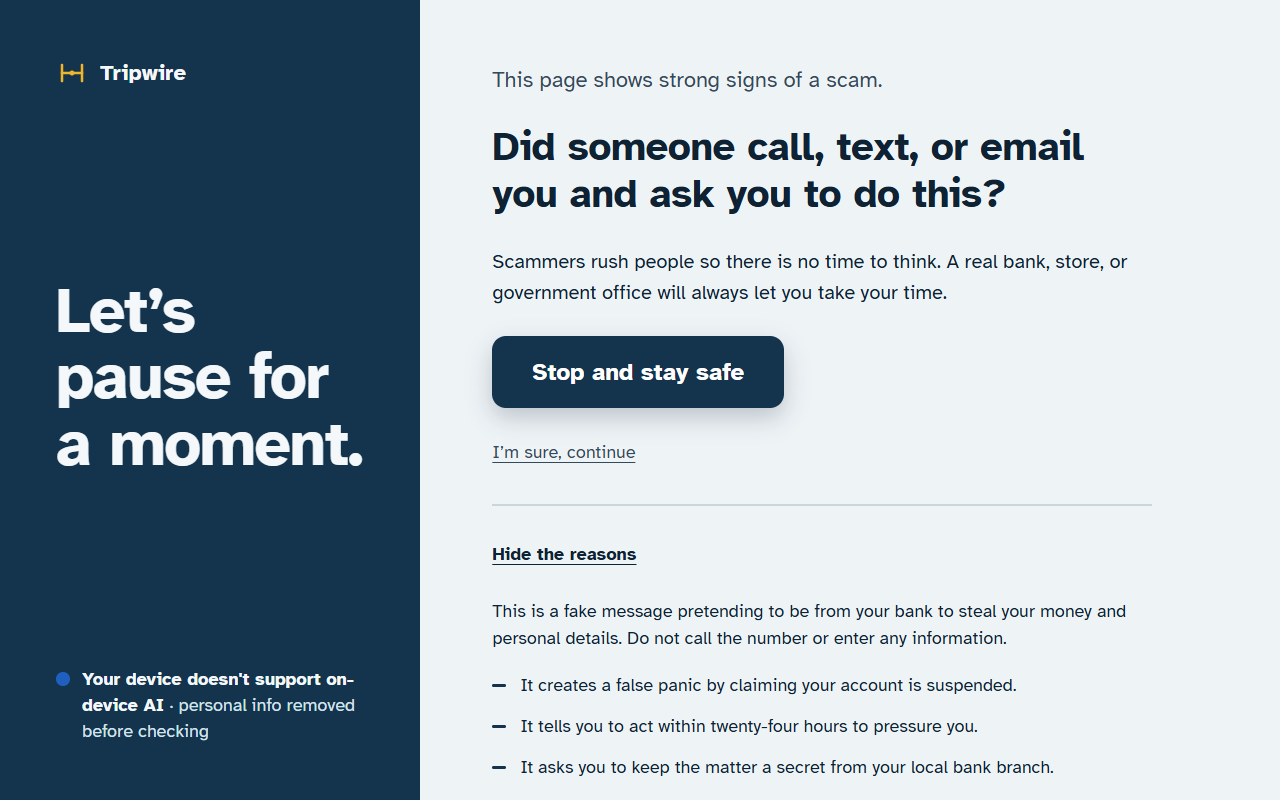 Tripwire
Let’s
pause for
a moment.
Your device doesn't support on-
device AI · personal info removed
before checking
This page shows strong signs of a scam.
Did someone call, text, or email
you and ask you to do this?
Scammers rush people so there is no time to think. A real bank, store, or
government office will always let you take your time.
Stop and stay safe
I’m sure, continue
Hide the reasons
This is a fake message pretending to be from your bank to steal your money and
personal details. Do not call the number or enter any information.
It creates a false panic by claiming your account is suspended.
It tells you to act within twenty-four hours to pressure you.
It asks you to keep the matter a secret from your local bank branch.